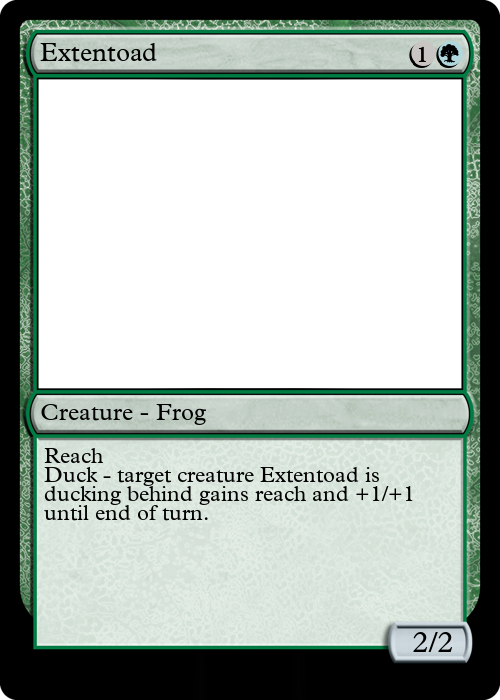 Extentoad
1
Creature - Frog
Reach
Duck - target creature Extentoad is
ducking behind gains reach and +1/+1
until end of turn.
2/2